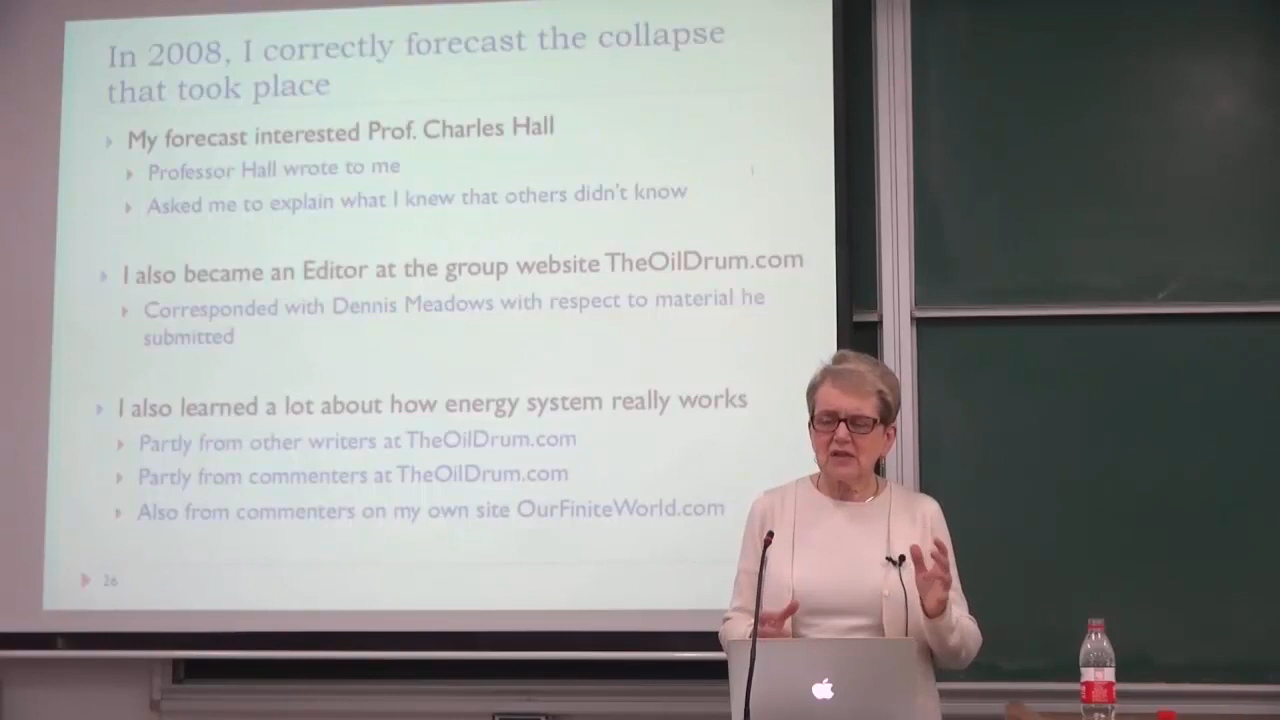 In 2008, I correctly forecast the collapse
that took place
My forecast interested Prof. Charles Hall
Professor Hall wrote to me
Asked me to explain what I knew that others didn't know
I also became an Editor at the group website TheOilDrum.com
Corresponded with Dennis Meadows with respect to material he
submitted
I also learned a lot about how energy system really works
Partly from other writers at TheOilDrum.com
Partly from commenters at TheOilDrum.com
Also from commenters on my own site OurFiniteWorld.com
26